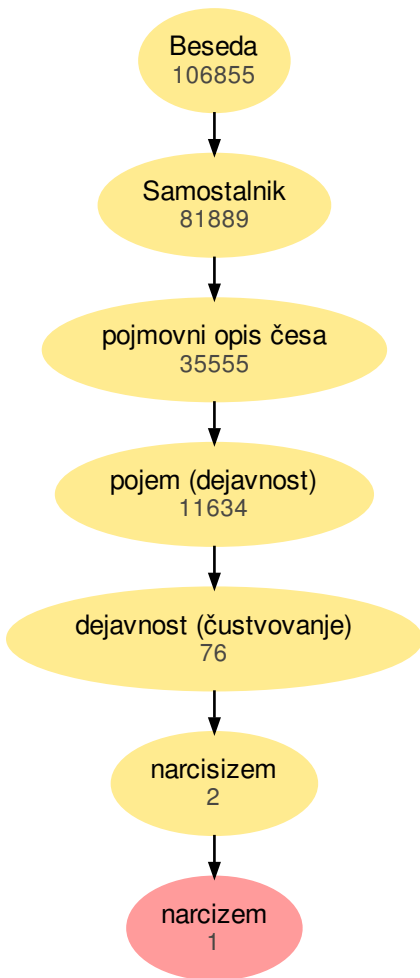 Beseda
106855
Samostalnik
81889
pojmovni opis česa
35555
pojem (dejavnost)
11634
dejavnost (čustvovanje)
76
narcisizem
2
narcizem
1